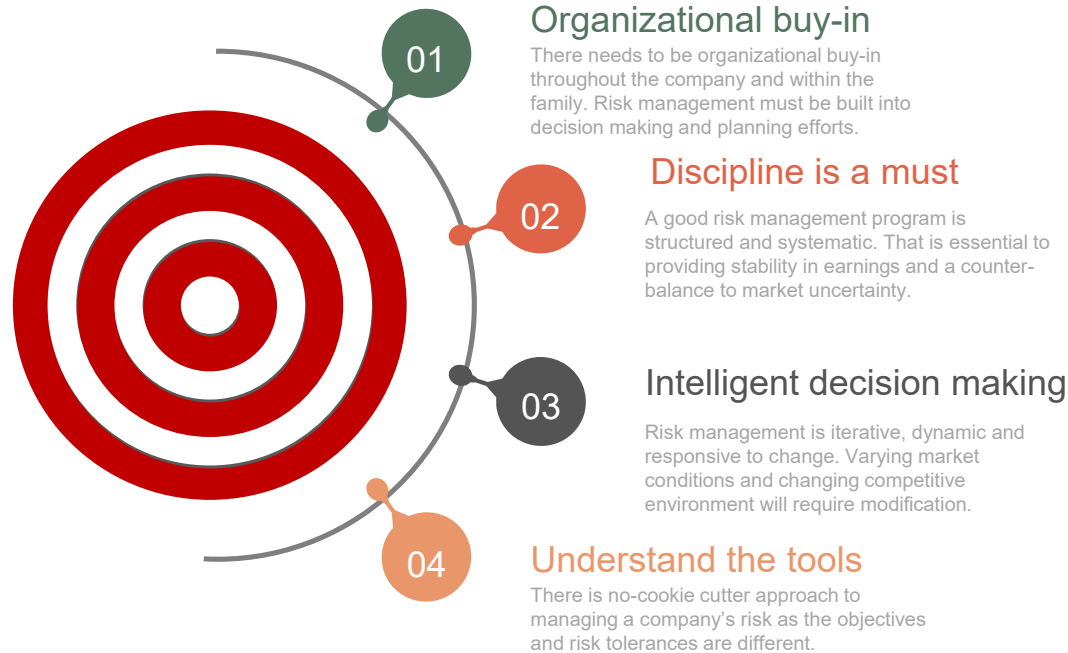 01
Organizational buy-in
There needs to be organizational buy-in
throughout the company and within the
family. Risk management must be built into
decision making and planning efforts.
02
Discipline is a must
A good risk management program is
structured and systematic. That is essential to
providing stability in earnings and a counter-
balance to market uncertainty.
03
Intelligent decision making
Risk management is iterative, dynamic and
responsive to change. Varying market
conditions and changing competitive
environment will require modification.
04
Understand the tools
There is no-cookie cutter approach to
managing a company's risk as the objectives
and risk tolerances are different.